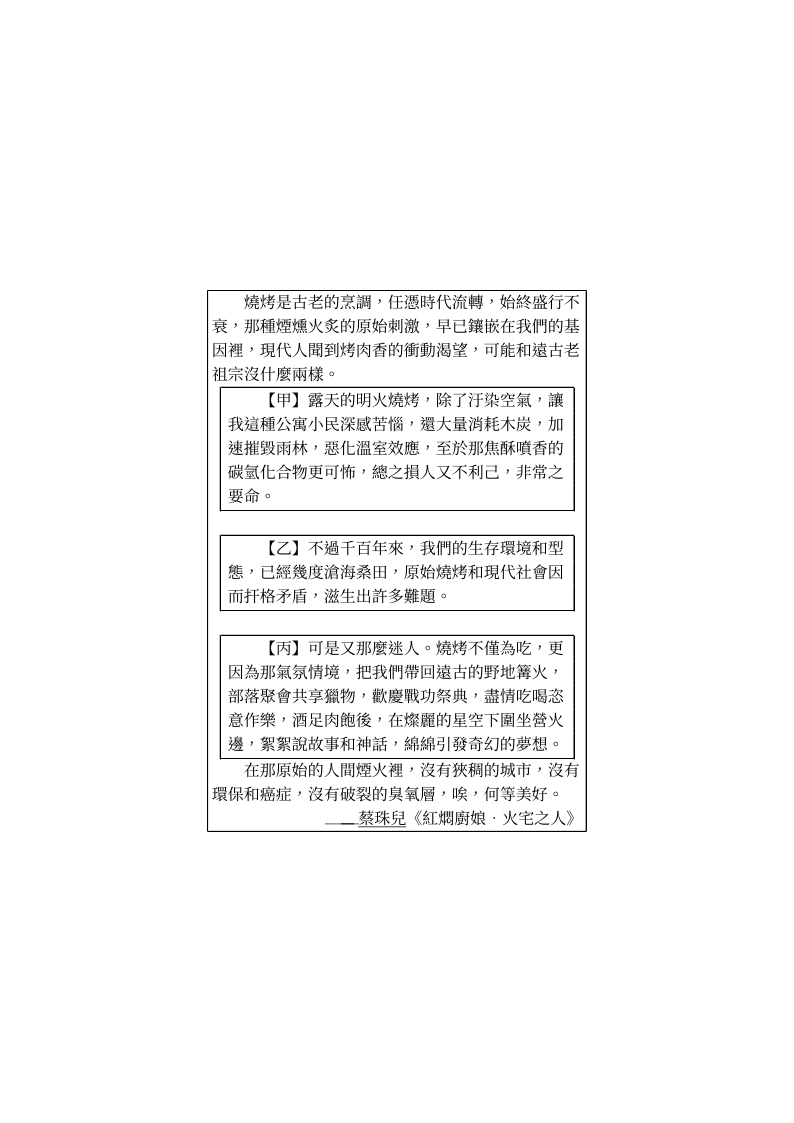 燒烤是古老的烹調，任憑時代流轉，始終盛行不
衰，那種煙燻火炙的原始刺激，早已鑲嵌在我們的基
因裡，現代人聞到烤肉香的衝動渴望，可能和遠古老
祖宗沒什麼兩樣。
【甲】露天的明火燒烤，除了汙染空氣，讓
我這種公寓小民深感苦惱，還大量消耗木炭，加
速摧毀雨林，惡化溫室效應，至於那焦酥噴香的
碳氫化合物更可怖，總之損人又不利己，非常之
要命。
【乙】不過千百年來，我們的生存環境和型
態，已經幾度滄海桑田，原始燒烤和現代社會因
而扞格矛盾，滋生出許多難題。
【丙】可是又那麼迷人。燒烤不僅為吃，更
因為那氣氛情境，把我們帶回遠古的野地篝火，
部落聚會共享獵物，歡慶戰功祭典，盡情吃喝恣
意作樂，酒足肉飽後，在燦麗的星空下圍坐營火
邊，絮絮說故事和神話，綿綿引發奇幻的夢想。
在那原始的人間煙火裡，沒有狹稠的城市，沒有
環保和癌症，沒有破裂的臭氧層，唉，何等美好。
——蔡珠兒《紅燜廚娘．火宅之人》